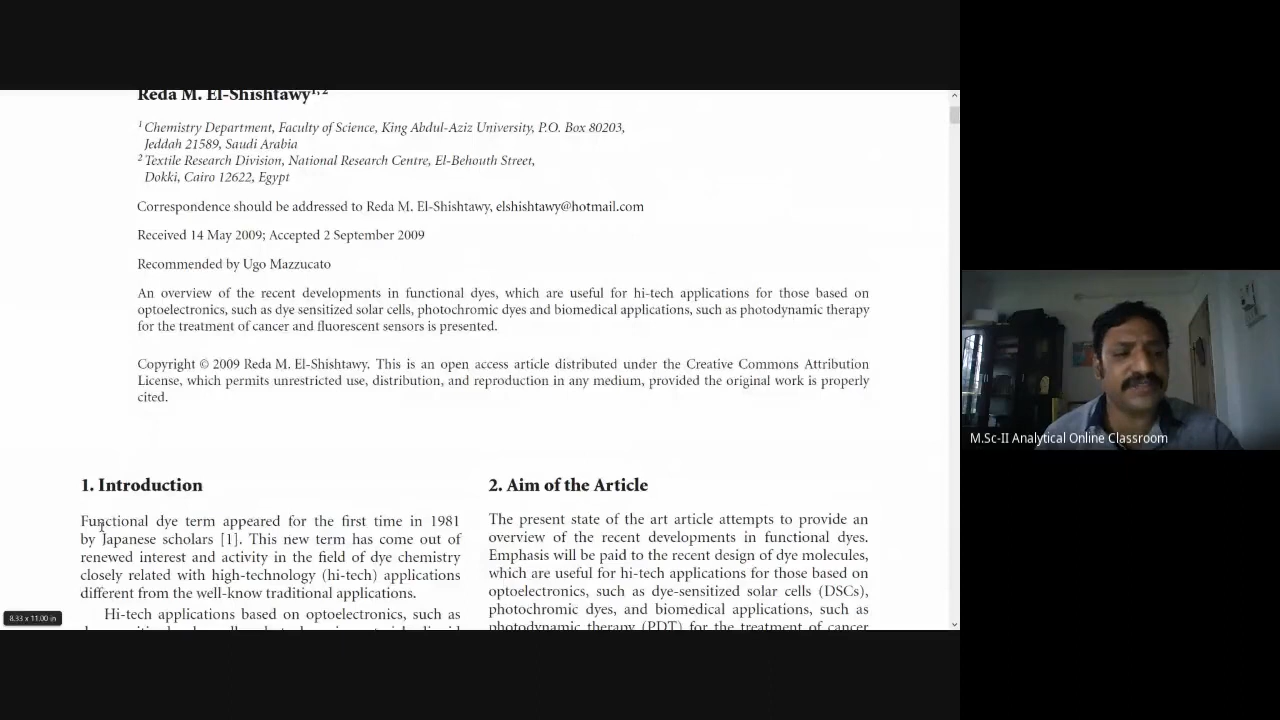 Reda M. El-Shishtawy1, 2
1 Chemistry Department, Faculty of Science, King Abdul-Aziz University, P.O. Box 80203,
Jeddah 21589, Saudi Arabia
2 Textile Research Division, National Research Centre, El-Behouth Street,
Dokki, Cairo 12622, Egypt
Correspondence should be addressed to Reda M. El-Shishtawy, elshishtawy@hotmail.com
Received 14 May 2009; Accepted 2 September 2009
Recommended by Ugo Mazzucato
An overview of the recent developments in functional dyes, which are useful for hi-tech applications for those based on
optoelectronics, such as dye sensitized solar cells, photochromic dyes and biomedical applications, such as photodynamic therapy
for the treatment of cancer and fluorescent sensors is presented.
Copyright © 2009 Reda M. El-Shishtawy. This is an open access article distributed under the Creative Commons Attribution
License, which permits unrestricted use, distribution, and reproduction in any medium, provided the original work is properly
cited.
1. Introduction
Functional dye term appeared for the first time in 1981
by Japanese scholars [1]. This new term has come out of
renewed interest and activity in the field of dye chemistry
closely related with high-technology (hi-tech) applications
different from the well-know traditional applications.
Hi-tech applications based on optoelectronics, such as
2. Aim of the Article
The present state of the art article attempts to provide an
overview of the recent developments in functional dyes.
Emphasis will be paid to the recent design of dye molecules,
which are useful for hi-tech applications for those based on
optoelectronics, such as dye-sensitized solar cells (DSCs),
photochromic dyes, and biomedical applications, such as
photodynamic therapy (PDT) for the treatment of cancer
8.33 x 11.00 in
M.Sc-II Analytical Online Classroom